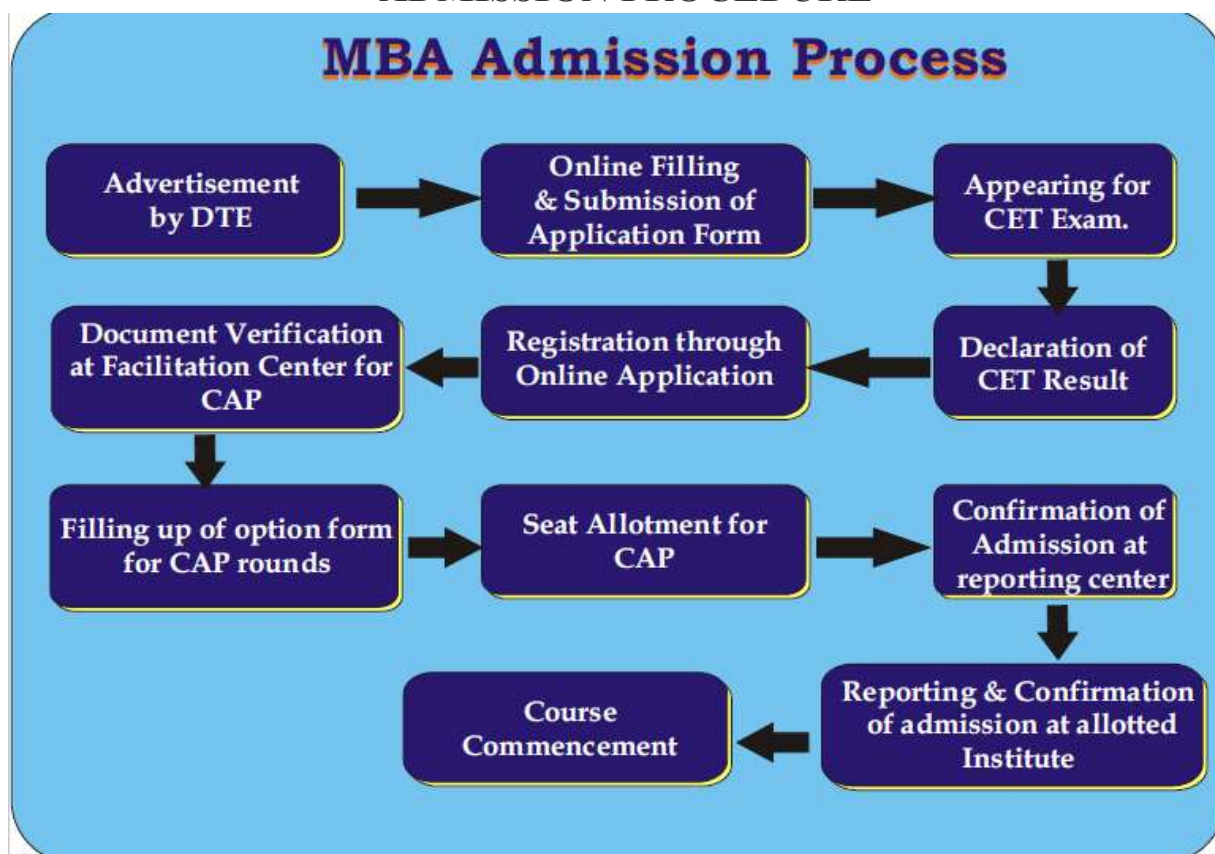 ADMISSION PROCEDURE
MBA Admission Process
Advertisement
by DTE
Online Filling
& Submission of
Application Form
Appearing for
CET Exam.
Declaration of
CET Result
Registration through
Online Application
Document Verification
at Facilitation Center for
CAP
Filling up of option form
for CAP rounds
Seat Allotment for
CAP
Confirmation of
Admission at
reporting center
Reporting & Confirmation
of admission at allotted
Institute
Course
Commencement